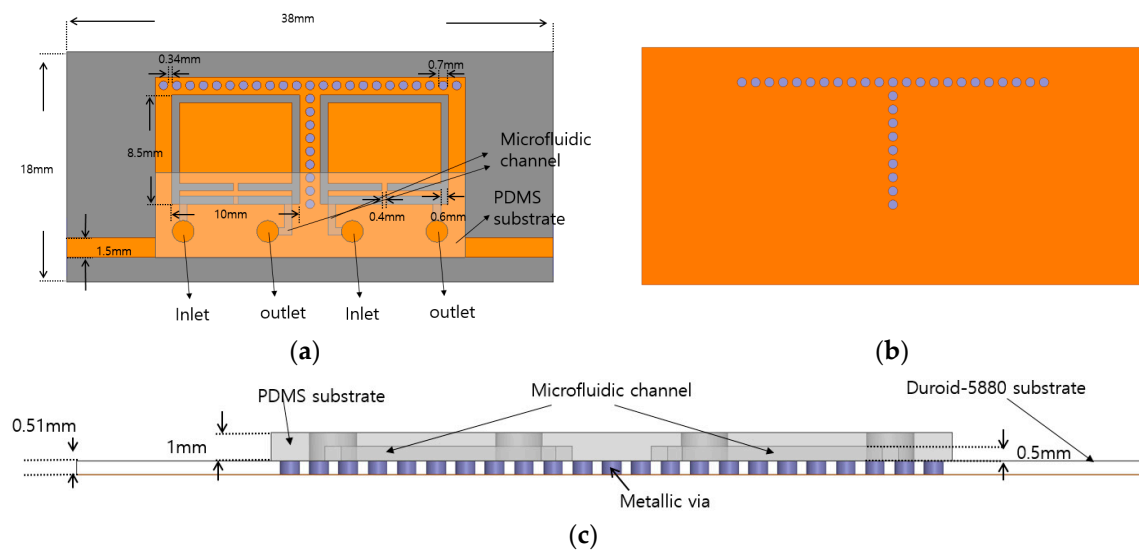 38mm
0.34mm
0.7mm
Microfluidic
channel
8.5mm
18mm
PDMS
substrate
10mm
0.4mm
0.6mm
1.5mm
Inlet
outlet
Inlet
outlet
(a)
(b)
PDMS substrate
Microfluidic channel
Duroid-5880 substrate
0.51mm
1mm
0.5mm
Metallic via
(c)